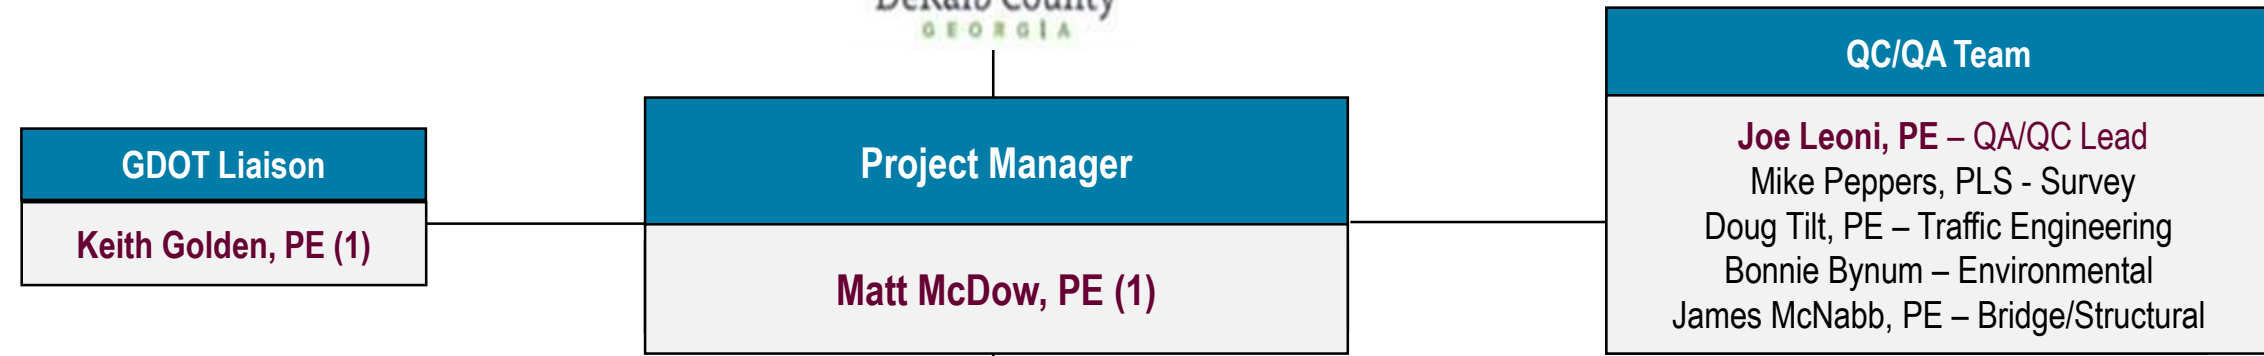 DeKalb County
GEORGIA
GDOT Liaison
Keith Golden, PE (1)
Project Manager
Matt McDow, PE (1)
QC/QA Team
Joe Leoni, PE – QA/QC Lead
Mike Peppers, PLS - Survey
Doug Tilt, PE – Traffic Engineering
Bonnie Bynum – Environmental
James McNabb, PE – Bridge/Structural